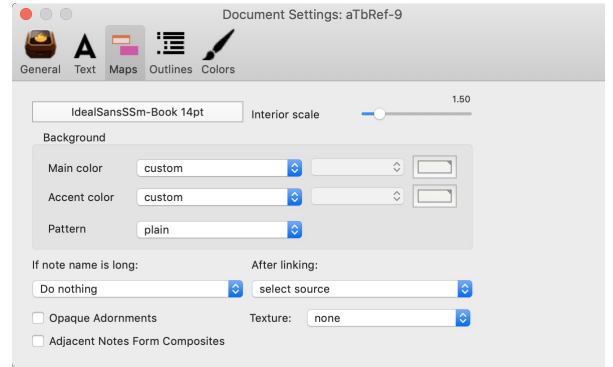 Document Settings: aTbRef-9
General Text Maps Outlines Colors
IdealSansSSm-Book 14pt Interior scale 1.50
Background
Main color custom
Accent color custom
Pattern plain
If note name is long: After linking:
Do nothing select source
Opaque Adornments Texture: none
Adjacent Notes Form Composites